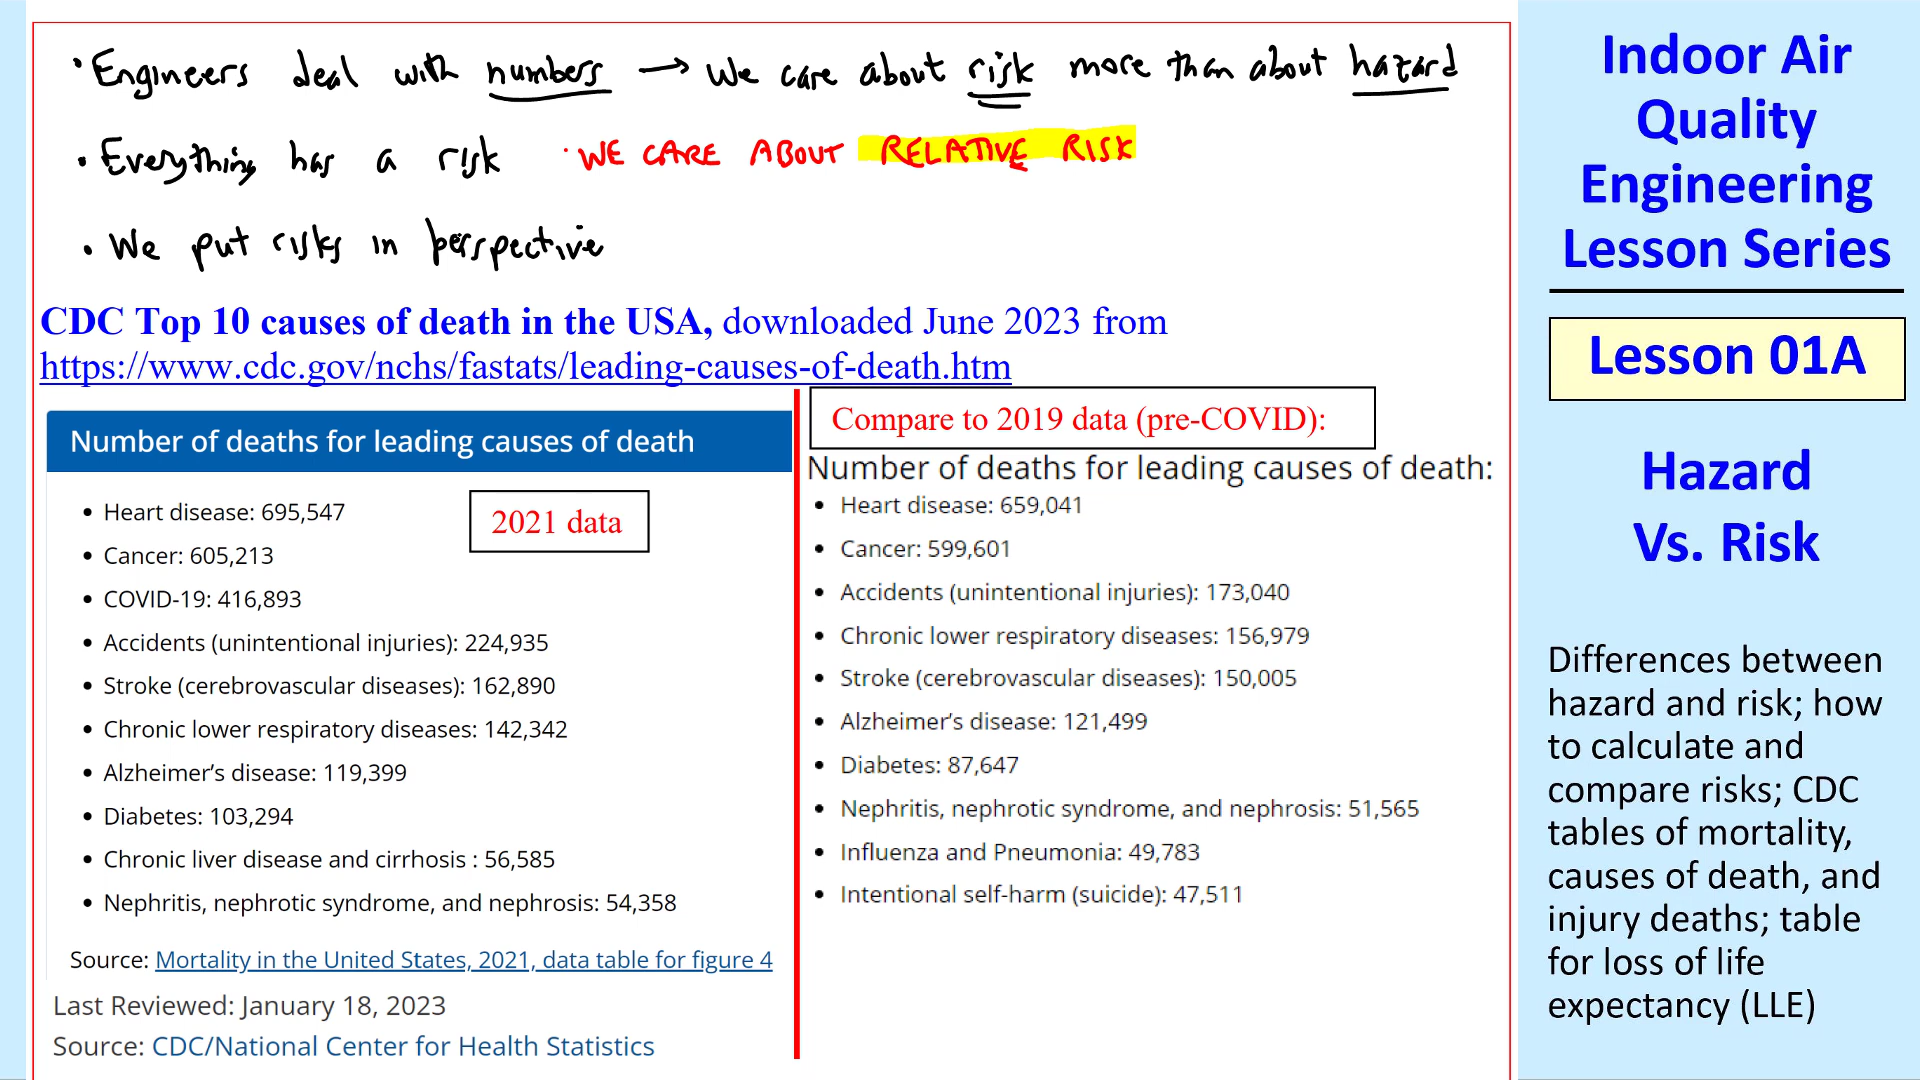 • Engineers deal with numbers → We care about risk more than about hazard
• Everything has a risk • WE CARE ABOUT RELATIVE RISK
• We put risks in perspective
CDC Top 10 causes of death in the USA, downloaded June 2023 from
https://www.cdc.gov/nchs/fastats/leading-causes-of-death.htm
Number of deaths for leading causes of death
2021 data
• Heart disease: 695,547
• Cancer: 605,213
• COVID-19: 416,893
• Accidents (unintentional injuries): 224,935
• Stroke (cerebrovascular diseases): 162,890
• Chronic lower respiratory diseases: 142,342
• Alzheimer’s disease: 119,399
• Diabetes: 103,294
• Chronic liver disease and cirrhosis : 56,585
• Nephritis, nephrotic syndrome, and nephrosis: 54,358
Source: Mortality in the United States, 2021, data table for figure 4
Last Reviewed: January 18, 2023
Source: CDC/National Center for Health Statistics
Compare to 2019 data (pre-COVID):
Number of deaths for leading causes of death:
• Heart disease: 659,041
• Cancer: 599,601
• Accidents (unintentional injuries): 173,040
• Chronic lower respiratory diseases: 156,979
• Stroke (cerebrovascular diseases): 150,005
• Alzheimer’s disease: 121,499
• Diabetes: 87,647
• Nephritis, nephrotic syndrome, and nephrosis: 51,565
• Influenza and Pneumonia: 49,783
• Intentional self-harm (suicide): 47,511
Indoor Air
Quality
Engineering
Lesson Series
Lesson 01A
Hazard
Vs. Risk
Differences between
hazard and risk; how
to calculate and
compare risks; CDC
tables of mortality,
causes of death, and
injury deaths; table
for loss of life
expectancy (LLE)